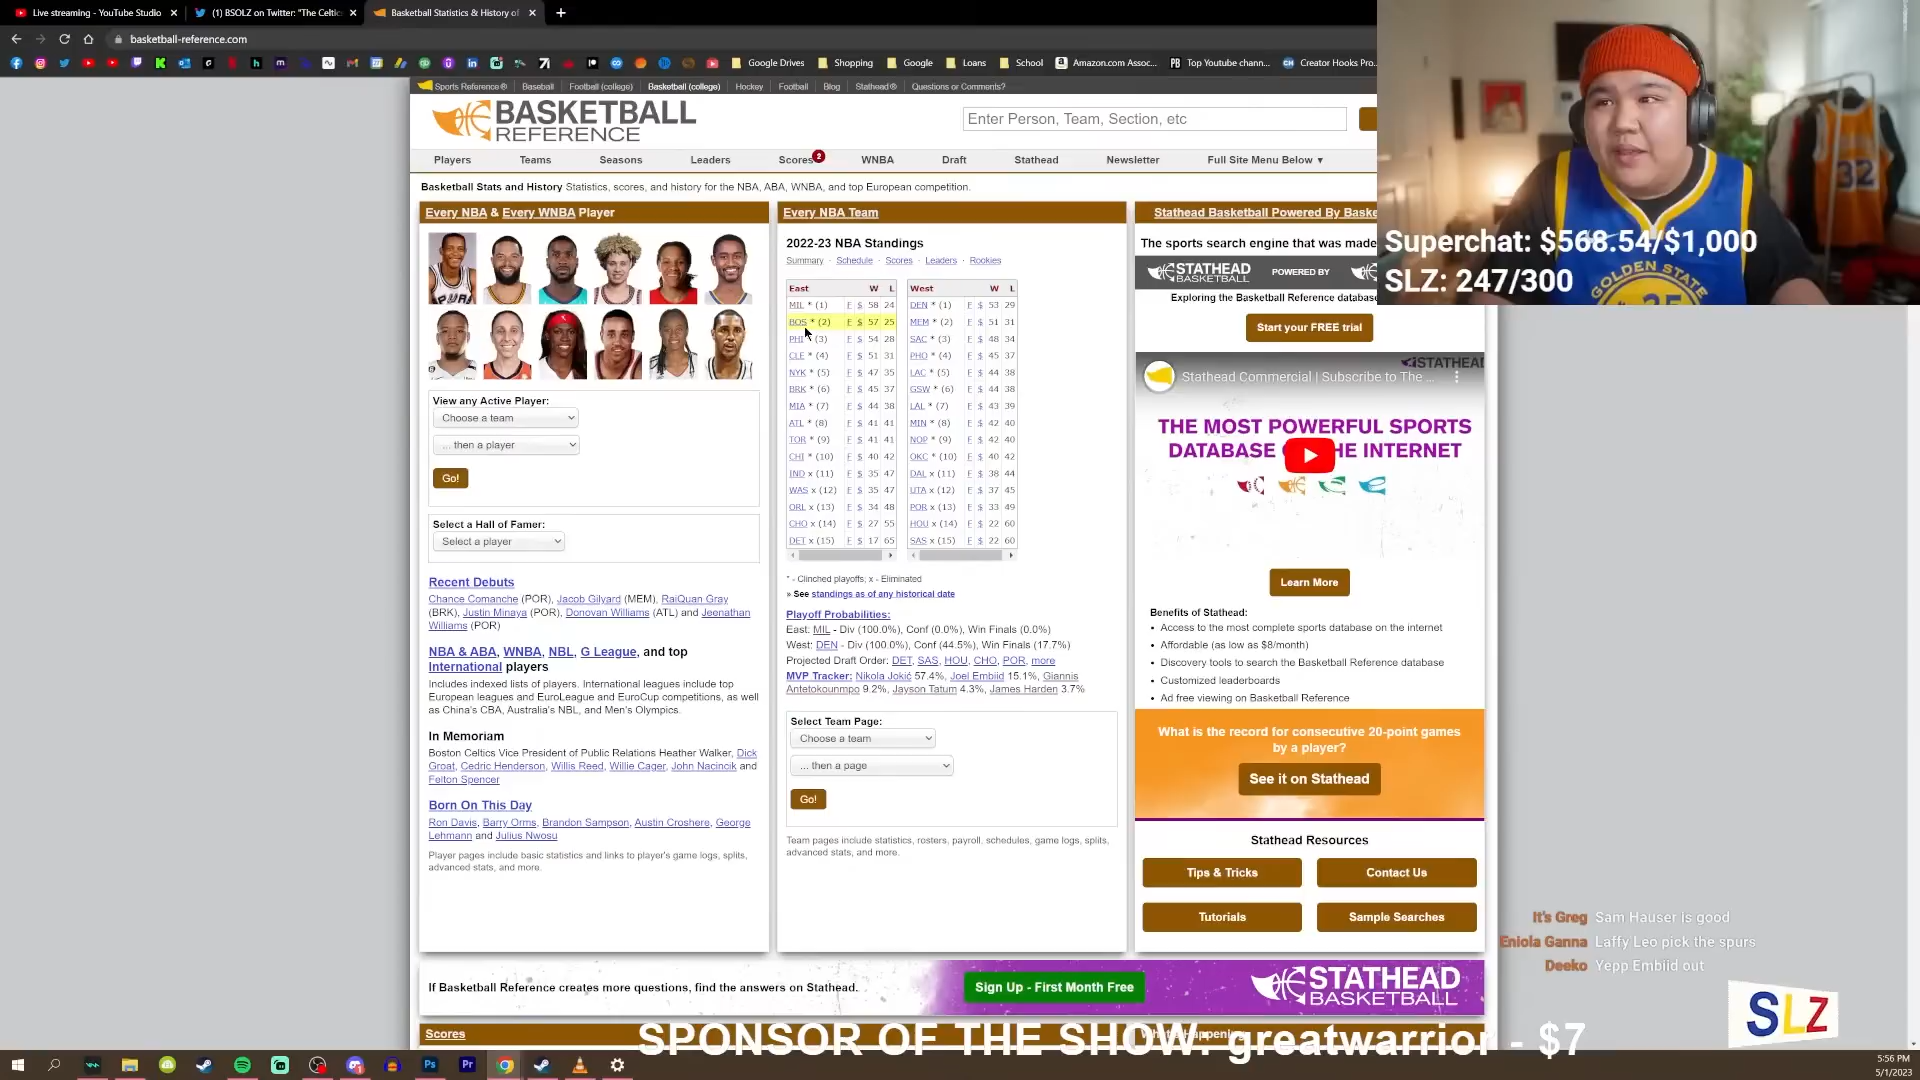 Live streaming - YouTube Studio
(1) BSOLZ on Twitter: "The Celtic
Basketball Statistics & History of
basketball-reference.com
Google Drives
Shopping
Google
Loans
School
Amazon.com Assoc...
Top Youtube chann...
Creator Hooks Pro...
Sports Reference® Baseball Football (college) Basketball (college) Hockey Football Blog Stathead® Questions or Comments?
BASKETBALL
REFERENCE
Enter Person, Team, Section, etc
Players Teams Seasons Leaders Scores 2 WNBA Draft Stathead Newsletter Full Site Menu Below ▼
Basketball Stats and History Statistics, scores, and history for the NBA, ABA, WNBA, and top European competition.
Every NBA & Every WNBA Player
View any Active Player:
Choose a team
... then a player
Go!
Select a Hall of Famer:
Select a player
Recent Debuts
Chance Comanche (POR), Jacob Gilyard (MEM), RaiQuan Gray
(BRK), Justin Minaya (POR), Donovan Williams (ATL) and Jeenathan
Williams (POR)
NBA & ABA, WNBA, NBL, G League, and top
International players
Includes indexed lists of players. International leagues include top
European leagues and EuroLeague and EuroCup competitions, as well
as China's CBA, Australia's NBL, and Men's Olympics.
In Memoriam
Boston Celtics Vice President of Public Relations Heather Walker, Dick
Groat, Cedric Henderson, Willis Reed, Willie Cager, John Nacincik and
Felton Spencer
Born On This Day
Ron Davis, Barry Orms, Brandon Sampson, Austin Croshere, George
Lehmann and Julius Nwosu
Player pages include basic statistics and links to player's game logs, splits,
advanced stats, and more.
Every NBA Team
2022-23 NBA Standings
Summary · Schedule · Scores · Leaders · Rookies
East W L
MIL * (1) F $ 58 24
BOS * (2) F $ 57 25
PHI * (3) F $ 54 28
CLE * (4) F $ 51 31
NYK * (5) F $ 47 35
BRK * (6) F $ 45 37
MIA * (7) F $ 44 38
ATL * (8) F $ 41 41
TOR * (9) F $ 41 41
CHI * (10) F $ 40 42
IND x (11) F $ 35 47
WAS x (12) F $ 35 47
ORL x (13) F $ 34 48
CHO x (14) F $ 27 55
DET x (15) F $ 17 65
West W L
DEN * (1) F $ 53 29
MEM * (2) F $ 51 31
SAC * (3) F $ 48 34
PHO * (4) F $ 45 37
LAC * (5) F $ 44 38
GSW * (6) F $ 44 38
LAL * (7) F $ 43 39
MIN * (8) F $ 42 40
NOP * (9) F $ 42 40
OKC * (10) F $ 40 42
DAL x (11) F $ 38 44
UTA x (12) F $ 37 45
POR x (13) F $ 33 49
HOU x (14) F $ 22 60
SAS x (15) F $ 22 60
* - Clinched playoffs; x - Eliminated
» See standings as of any historical date
Playoff Probabilities:
East: MIL - Div (100.0%), Conf (0.0%), Win Finals (0.0%)
West: DEN - Div (100.0%), Conf (44.5%), Win Finals (17.7%)
Projected Draft Order: DET, SAS, HOU, CHO, POR, more
MVP Tracker: Nikola Jokić 57.4%, Joel Embiid 15.1%, Giannis
Antetokounmpo 9.2%, Jayson Tatum 4.3%, James Harden 3.7%
Select Team Page:
Choose a team
... then a page
Go!
Team pages include statistics, rosters, payroll, schedules, game logs, splits,
advanced stats, and more.
Stathead Basketball Powered By Baske
The sports search engine that was made
STATHEAD
BASKETBALL
POWERED BY
Exploring the Basketball Reference database
Start your FREE trial
Stathead Commercial | Subscribe to The ...
STATHEAD
THE MOST POWERFUL SPORTS
DATABASE HE INTERNET
Learn More
Benefits of Stathead:
• Access to the most complete sports database on the internet
• Affordable (as low as $8/month)
• Discovery tools to search the Basketball Reference database
• Customized leaderboards
• Ad free viewing on Basketball Reference
What is the record for consecutive 20-point games
by a player?
See it on Stathead
Stathead Resources
Tips & Tricks
Contact Us
Tutorials
Sample Searches
If Basketball Reference creates more questions, find the answers on Stathead.
Sign Up - First Month Free
STATHEAD
BASKETBALL
Scores
Superchat: $568.54/$1,000
SLZ: 247/300
GOLDEN STATE
32
It's Greg Sam Hauser is good
Eniola Ganna Laffy Leo pick the spurs
Deeko Yepp Embiid out
SLZ
SPONSOR OF THE SHOW: greatwarrior - $7
5:56 PM
5/1/2023